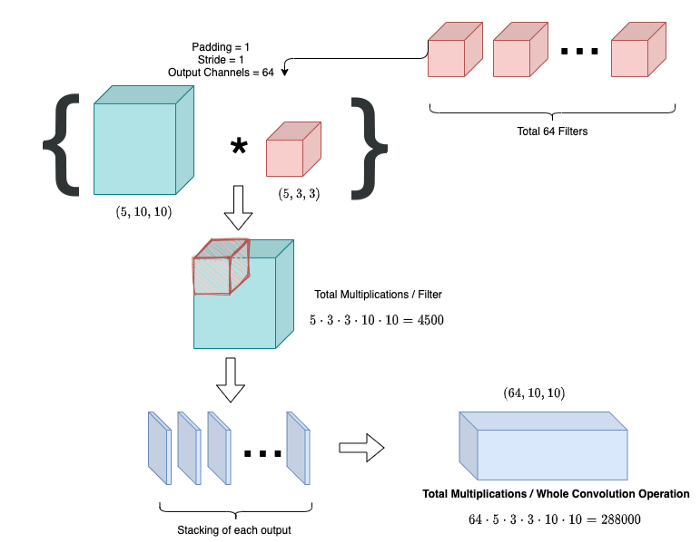 Padding = 1
Stride = 1
Output Channels = 64
Total 64 Filters
{
*
}
(5, 10, 10)
(5, 3, 3)
Total Multiplications / Filter
5 · 3 · 3 · 10 · 10 = 4500
(64, 10, 10)
Total Multiplications / Whole Convolution Operation
64 · 5 · 3 · 3 · 10 · 10 = 288000
Stacking of each output